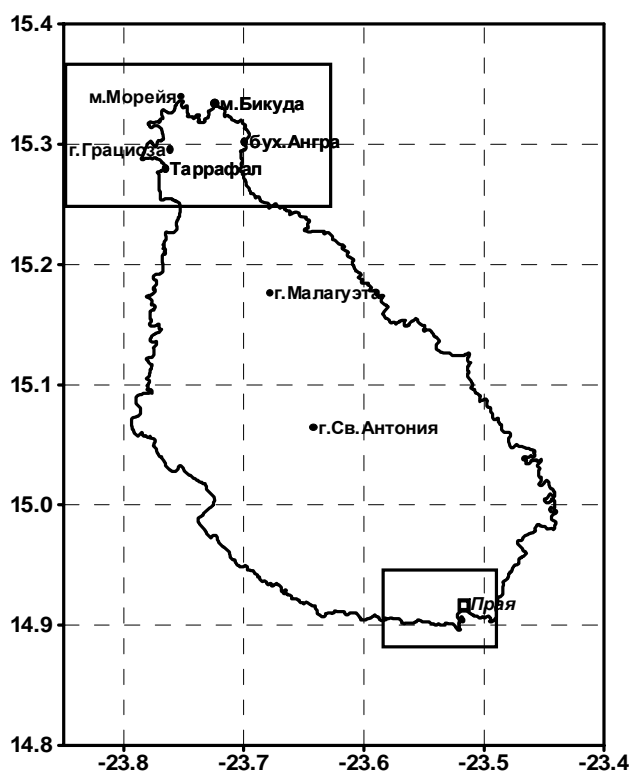 15.4
м.Морейя
м.Бикуда
15.3
г.Грациоза
бух.Ангра
Таррафал
15.2
г.Малагуэта
15.1
г.Св.Антония
15.0
Прая
14.9
14.8
-23.8 -23.7 -23.6 -23.5 -23.4